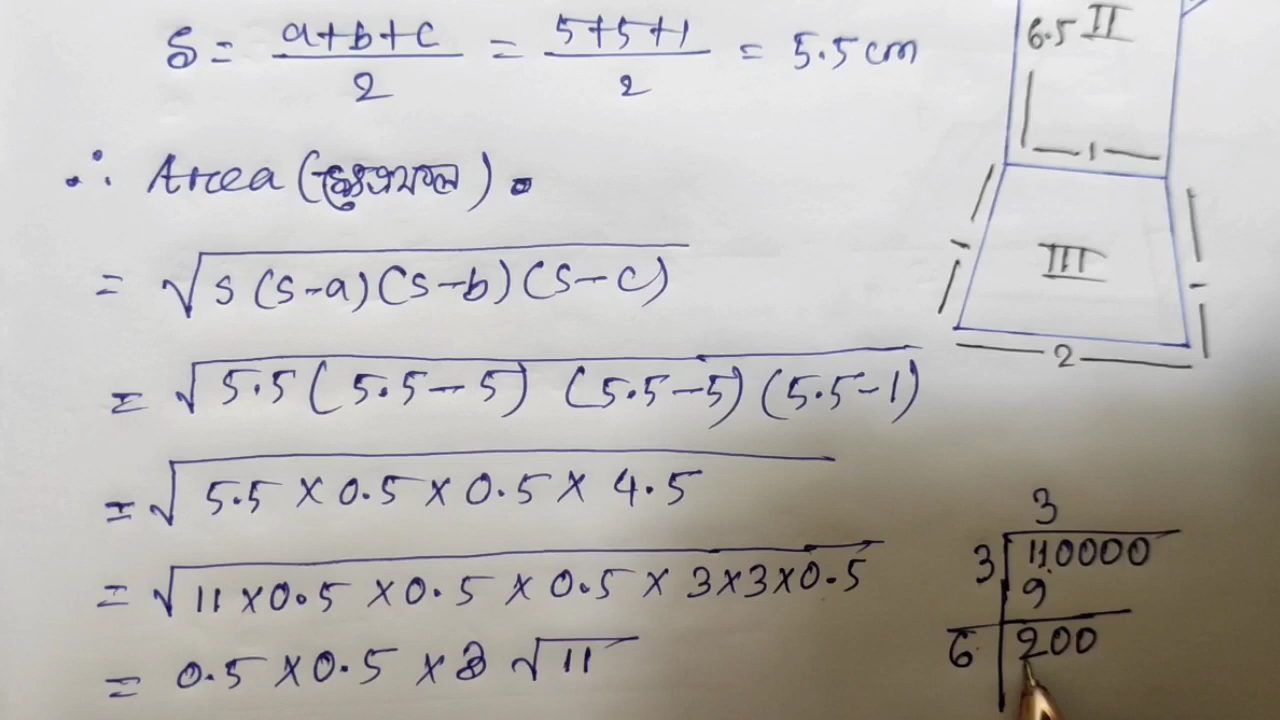 S = a+b+c/2 = 5+5+1/2 = 5.5 cm
∴ Area (ক্ষেত্রফল).
= √s(s-a)(s-b)(s-c)
= √5.5(5.5-5) (5.5-5)(5.5-1)
= √5.5 × 0.5 × 0.5 × 4.5
= √11 × 0.5 × 0.5 × 0.5 × 3×3×0.5
= 0.5 × 0.5 × 3 √11
6.5 II
1
1
III
1
2
3
3 11.0000
9
6 200